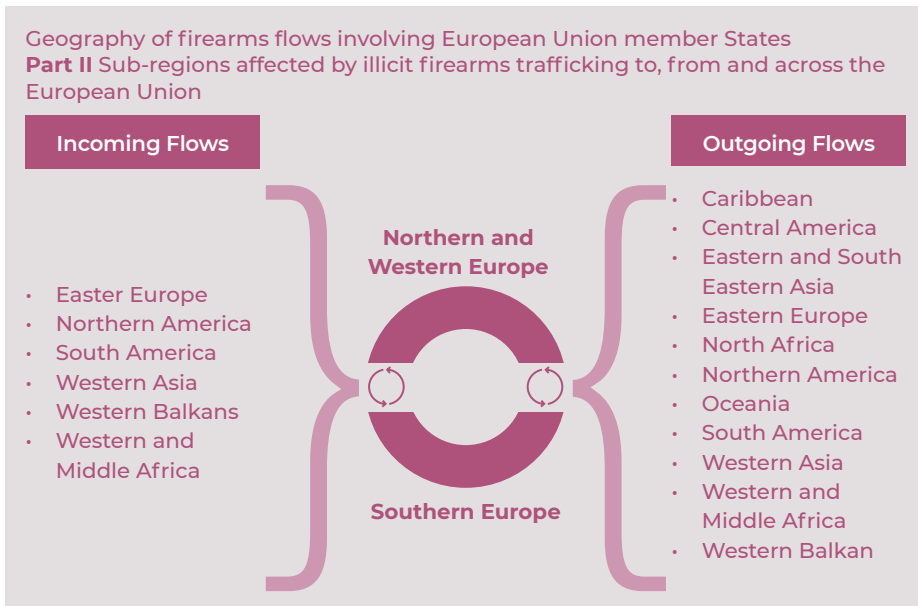 Geography of firearms flows involving European Union member States
Part II Sub-regions affected by illicit firearms trafficking to, from and across the
European Union
Incoming Flows
• Easter Europe
• Northern America
• South America
• Western Asia
• Western Balkans
• Western and
Middle Africa
Northern and
Western Europe
Southern Europe
Outgoing Flows
• Caribbean
• Central America
• Eastern and South
Eastern Asia
• Eastern Europe
• North Africa
• Northern America
• Oceania
• South America
• Western Asia
• Western and
Middle Africa
• Western Balkan